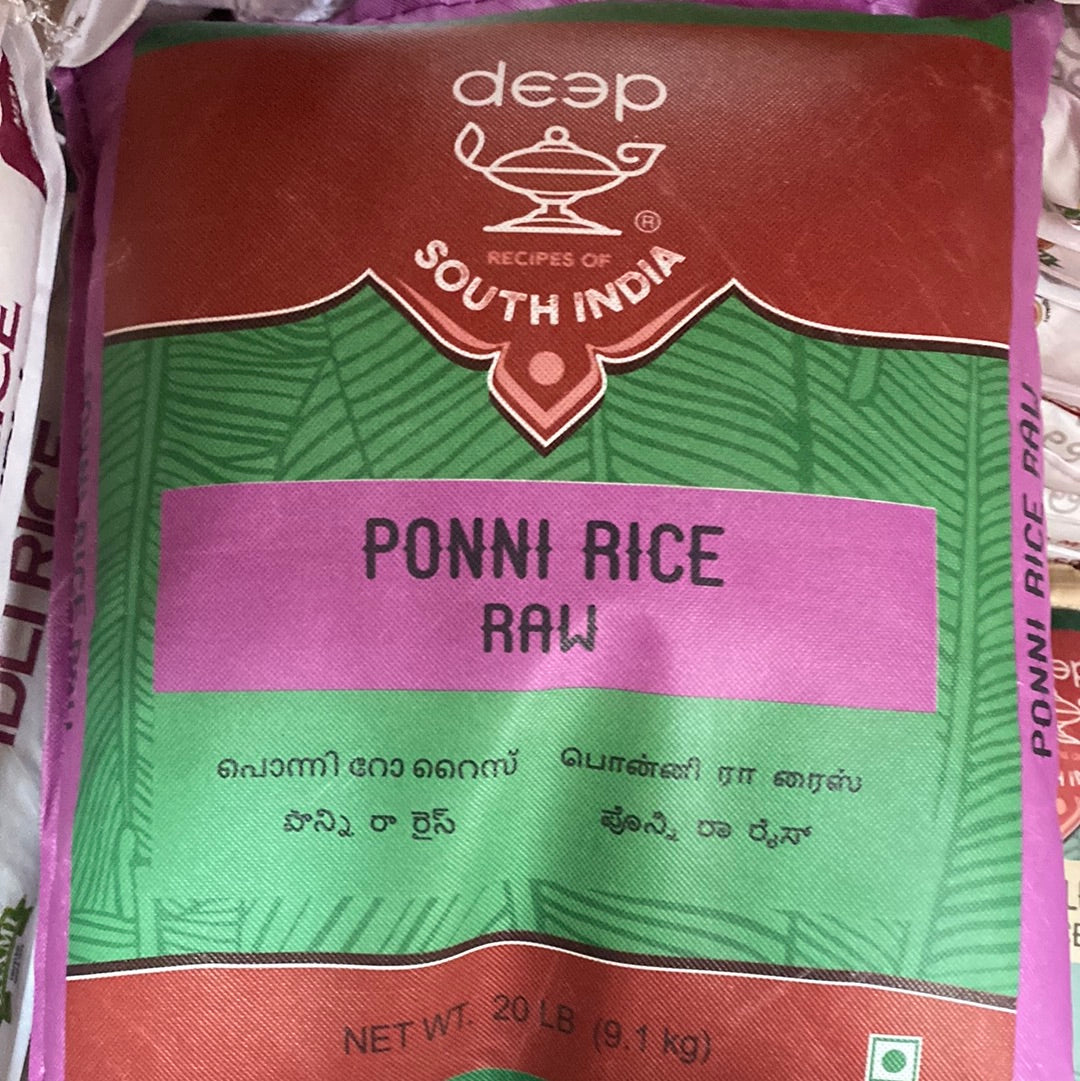 deep
®
RECIPES OF
SOUTH INDIA
PONNI RICE
RAW
പൊന്നി റോ റൈസ്
பொன்னி ரா ரைஸ்
పొన్ని రా రైస్
ಪೊನ್ನಿ ರಾ ರೈಸ್
NET WT. 20 LB (9.1 kg)
PONNI RICE RAW
IDLI RICE